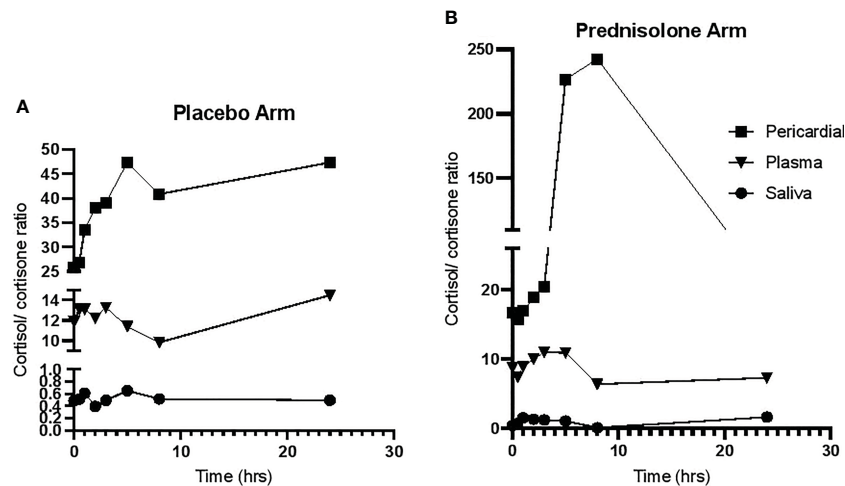 A
Placebo Arm
Cortisol/ cortisone ratio
50
45
40
35
30
25
14
12
10
1.0
0.8
0.6
0.4
0.2
0.0
0 10 20 30
Time (hrs)
B
Prednisolone Arm
Cortisol/ cortisone ratio
250
200
150
20
10
0
0 10 20 30
Time (hrs)
Pericardial
Plasma
Saliva